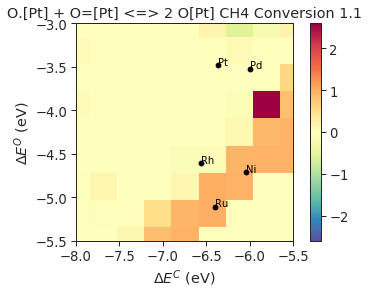 O.[Pt] + O=[Pt] <=> 2 O[Pt] CH4 Conversion 1.1
−3.0
−3.5
−4.0
−4.5
−5.0
−5.5
ΔE^O (eV)
Pt
Pd
Rh
Ni
Ru
−8.0 −7.5 −7.0 −6.5 −6.0 −5.5
ΔE^C (eV)
2
1
0
−1
−2